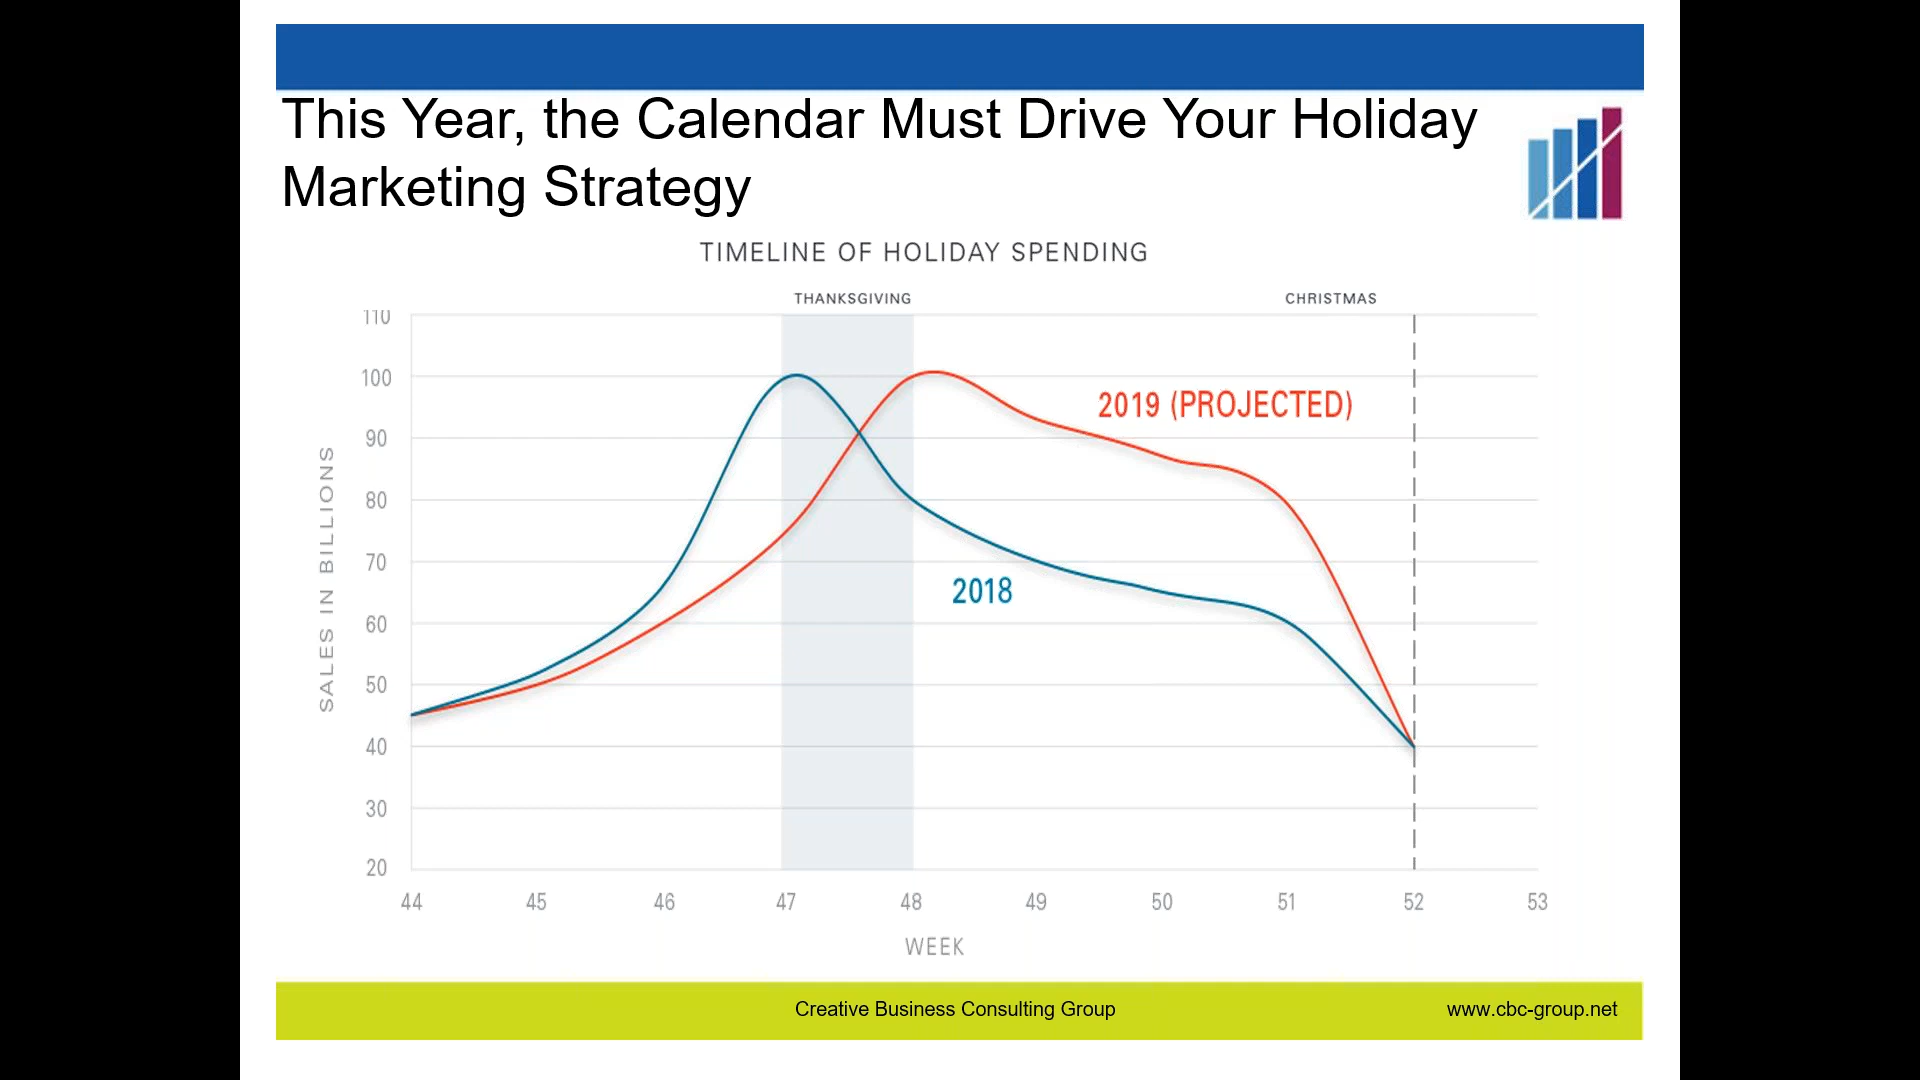 This Year, the Calendar Must Drive Your Holiday
Marketing Strategy
TIMELINE OF HOLIDAY SPENDING
THANKSGIVING
CHRISTMAS
110
100
90
80
70
60
50
40
30
20
SALES IN BILLIONS
2019 (PROJECTED)
2018
44 45 46 47 48 49 50 51 52 53
WEEK
Creative Business Consulting Group
www.cbc-group.net